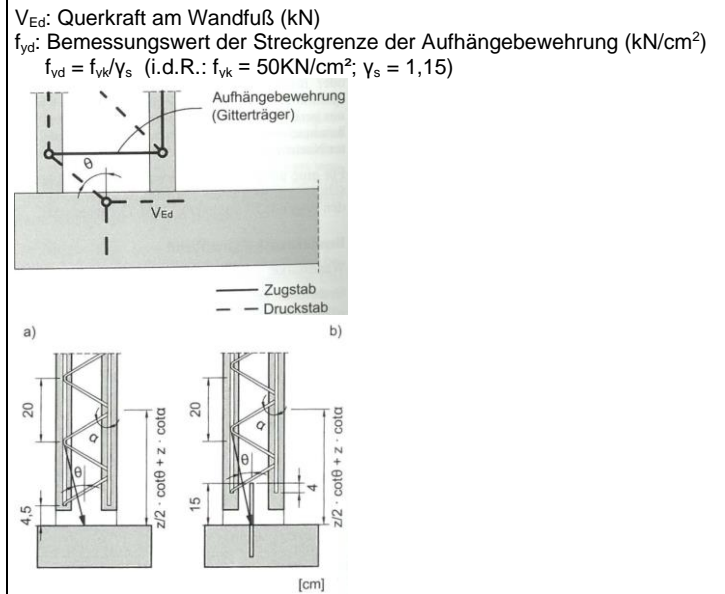 V_Ed: Querkraft am Wandfuß (kN)
f_yd: Bemessungswert der Streckgrenze der Aufhängebewehrung (kN/cm²)
f_yd = f_yk/γ_s (i.d.R.: f_yk = 50KN/cm²; γ_s = 1,15)
Aufhängebewehrung
(Gitterträger)
θ
V_Ed
Zugstab
Druckstab
a)
b)
20
α
θ
4,5
z/2 · cotθ + z · cotα
20
α
θ
15
4
z/2 · cotθ + z · cotα
[cm]